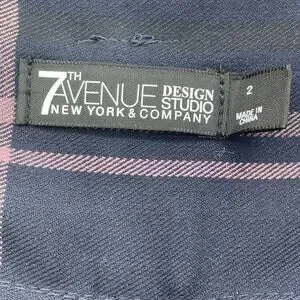 7TH AVENUE DESIGN STUDIO
NEW YORK & COMPANY
2
MADE IN
CHINA